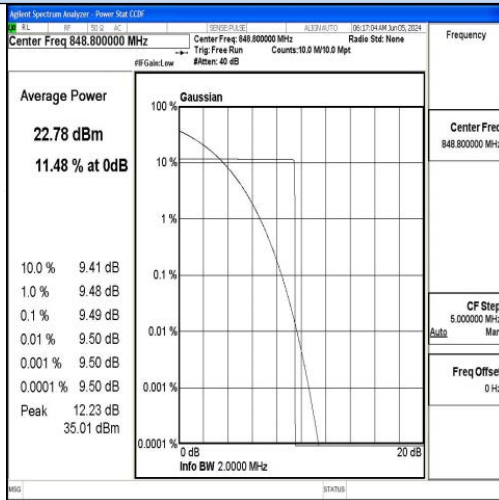 Agilent Spectrum Analyzer - Power Stat CCDF
RL RF 50 Ω AC SENSE:PULSE ALIGN AUTO 06:17:04 AM Jun 05, 2024
Center Freq 848.800000 MHz
Center Freq: 848.800000 MHz Radio Std: None
Trig: Free Run Counts:10.0 M/10.0 Mpt
#IFGain:Low #Atten: 40 dB
Frequency
Average Power
22.78 dBm
11.48 % at 0dB
10.0 % 9.41 dB
1.0 % 9.48 dB
0.1 % 9.49 dB
0.01 % 9.50 dB
0.001 % 9.50 dB
0.0001 % 9.50 dB
Peak 12.23 dB
35.01 dBm
Gaussian
100 %
10 %
1 %
0.1 %
0.01 %
0.001 %
0.0001 %
0 dB 20 dB
Info BW 2.0000 MHz
Center Freq
848.800000 MHz
CF Step
5.000000 MHz
Auto Man
Freq Offset
0 Hz
MSG STATUS